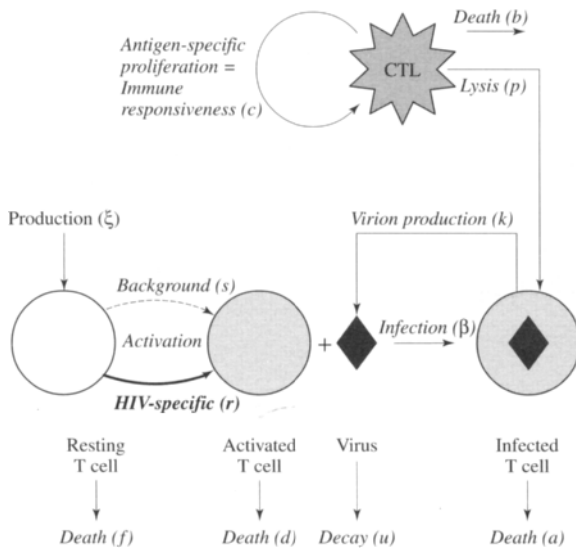 Death (b)
Antigen-specific
proliferation =
Immune
responsiveness (c)
CTL
Lysis (p)
Production (ξ)
Virion production (k)
Background (s)
Activation
+
Infection (β)
HIV-specific (r)
Resting
T cell
Activated
T cell
Virus
Infected
T cell
Death (f)
Death (d)
Decay (u)
Death (a)